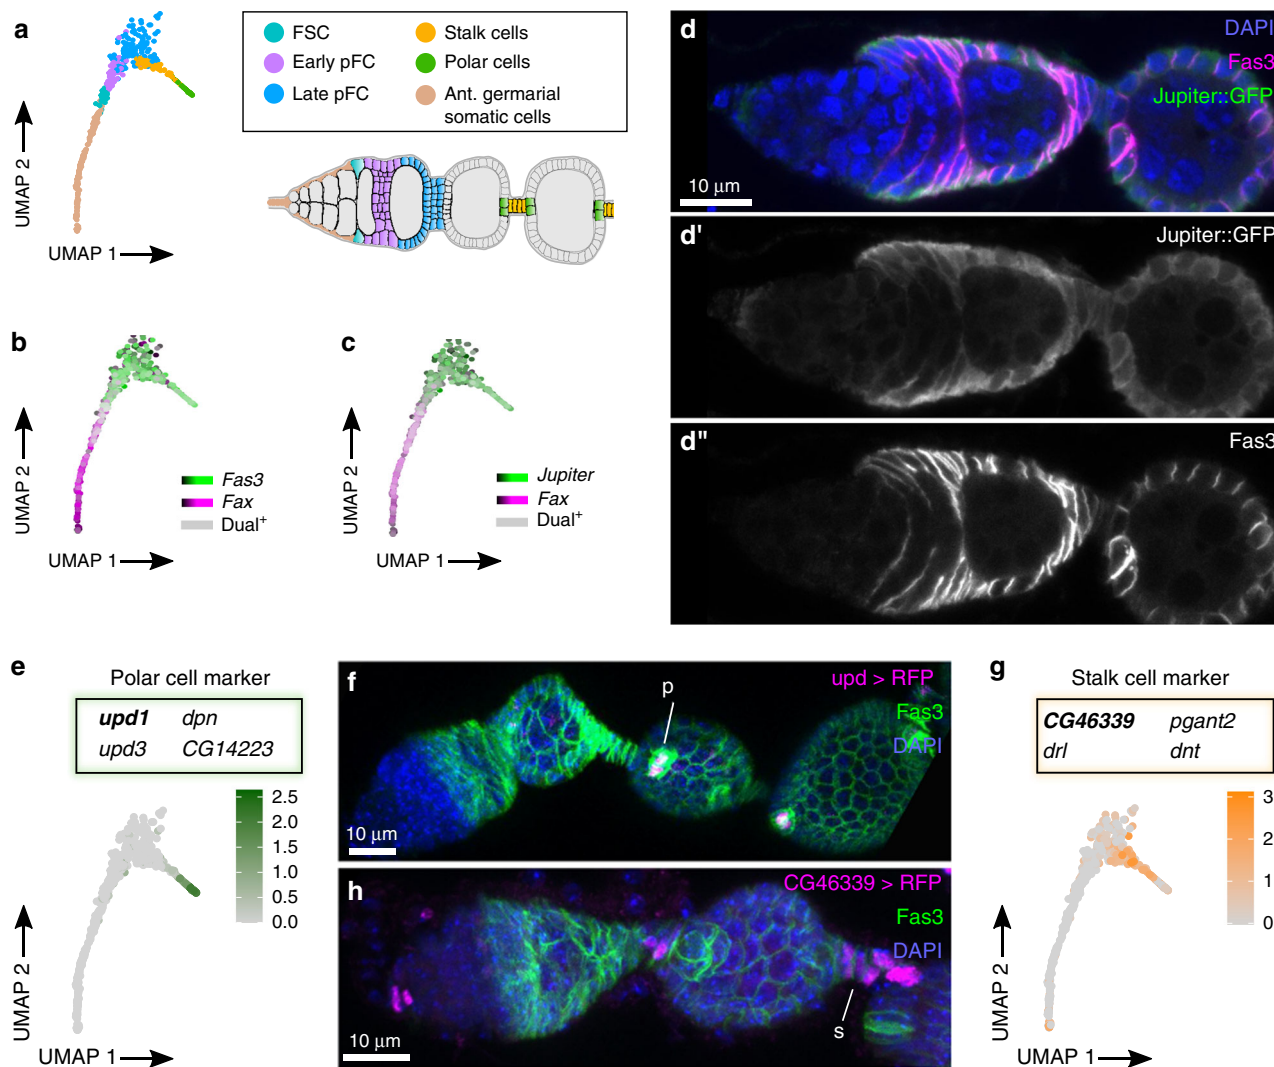 a
FSC
Early pFC
Late pFC
Stalk cells
Polar cells
Ant. germarial
somatic cells
UMAP 2
UMAP 1
b
Fas3
Fax
Dual+
UMAP 2
UMAP 1
c
Jupiter
Fax
Dual+
UMAP 2
UMAP 1
d
DAPI
Fas3
Jupiter::GFP
10 µm
d'
Jupiter::GFP
d"
Fas3
e
Polar cell marker
upd1 dpn
upd3 CG14223
2.5
2.0
1.5
1.0
0.5
0.0
UMAP 2
UMAP 1
f
p
upd > RFP
Fas3
DAPI
10 µm
g
Stalk cell marker
CG46339 pgant2
drl dnt
3
2
1
0
UMAP 2
UMAP 1
h
CG46339 > RFP
Fas3
DAPI
s
10 µm